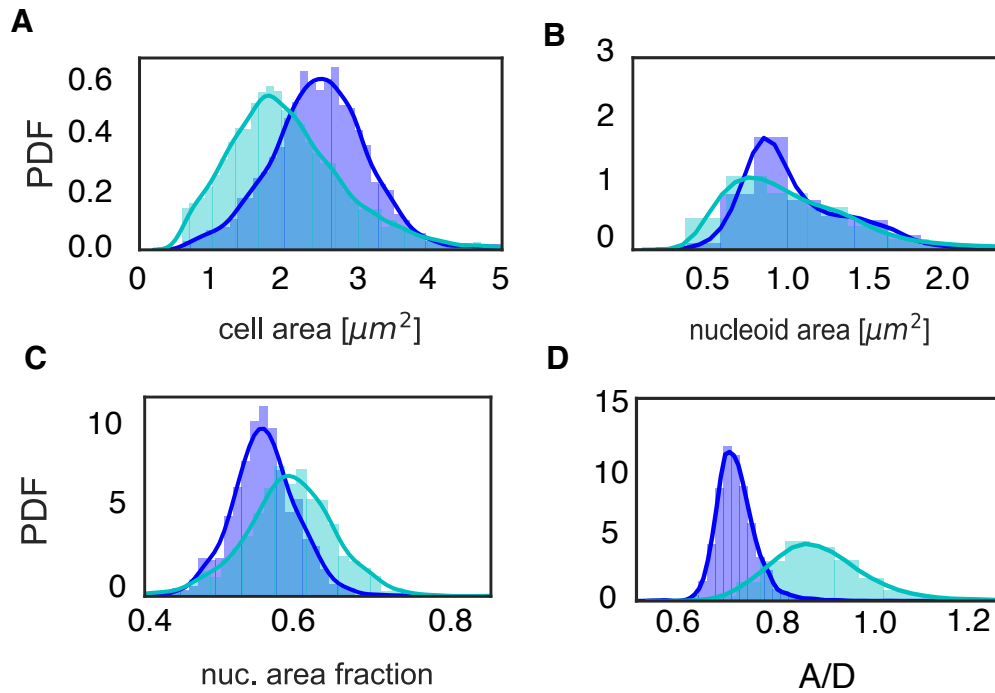 A
PDF
0.6
0.4
0.2
0.0
0 1 2 3 4 5
cell area [μm²]
B
3
2
1
0
0.5 1.0 1.5 2.0
nucleoid area [μm²]
C
PDF
10
5
0
0.4 0.6 0.8
nuc. area fraction
D
15
10
5
0
0.6 0.8 1.0 1.2
A/D